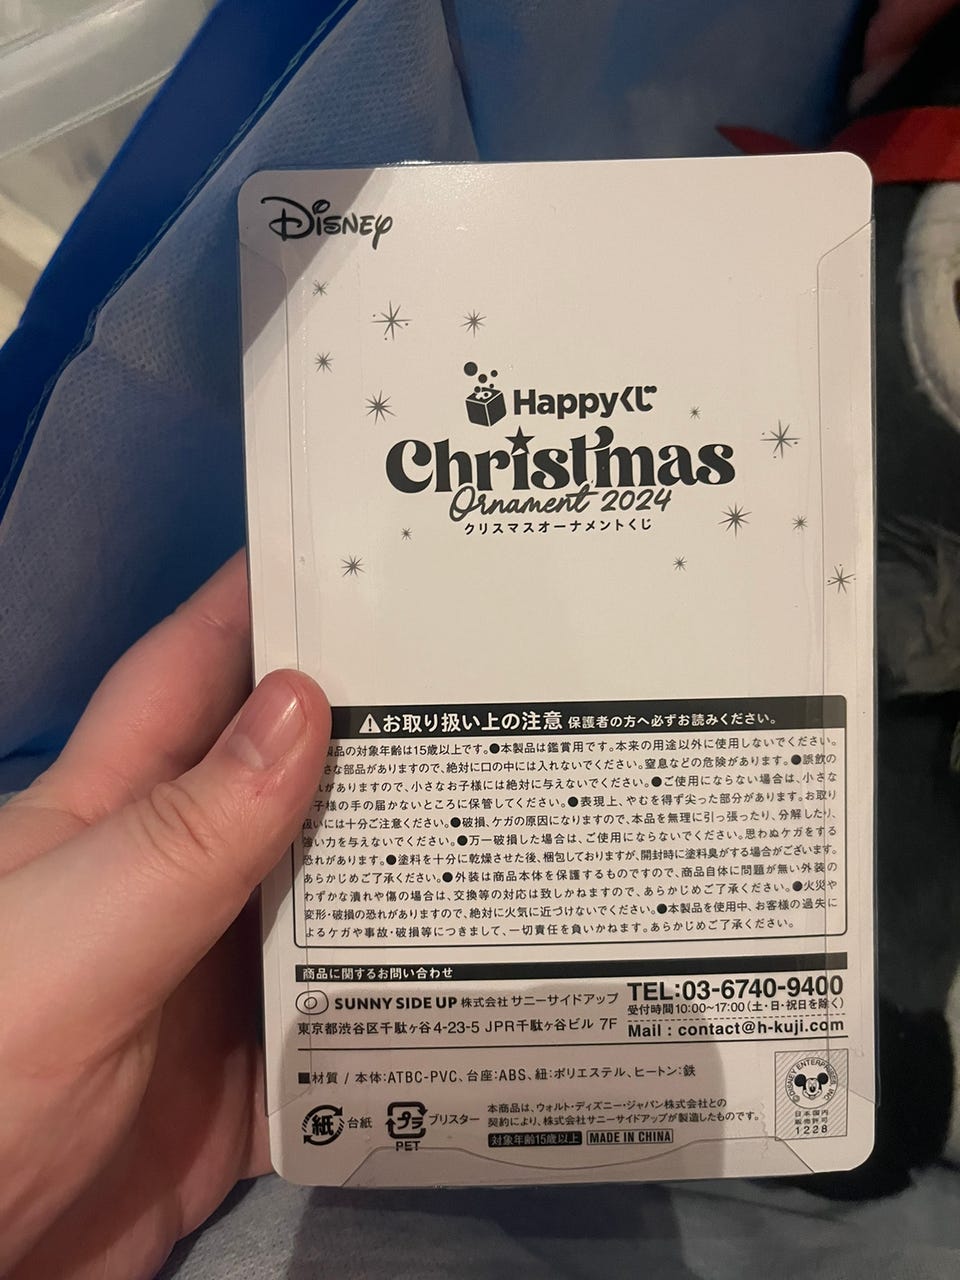 Disney
Happyくじ
Christmas
Ornament 2024
クリスマスオーナメントくじ
お取り扱い上の注意 保護者の方へ必ずお読みください。
品の対象年齢は15歳以上です。●本製品は鑑賞用です。本来の用途以外に使用しないでください。
さな部品がありますので、絶対に口の中には入れないでください。窒息などの危険があります。●誤飲の
がありますので、小さなお子様には絶対に与えないでください。●ご使用にならない場合は、小さな
子様の手の届かないところに保管してください。●表現上、やむを得ず尖った部分があります。お取り
扱いには十分ご注意ください。●破損、ケガの原因になりますので、本品を無理に引っ張ったり、分解したり、
強い力を与えないでください。●万一破損した場合は、ご使用にならないでください。思わぬケガをする
恐れがあります。●塗料を十分に乾燥させた後、梱包しておりますが、開封時に塗料臭がする場合がございます。
あらかじめご了承ください。●外装は商品本体を保護するものですので、商品自体に問題が無い外装の
わずかな潰れや傷の場合は、交換等の対応は致しかねますので、あらかじめご了承ください。●火災や
変形・破損の恐れがありますので、絶対に火気に近づけないでください。●本製品を使用中、お客様の過失に
よるケガや事故・破損等につきまして、一切責任を負いかねます。あらかじめご了承ください。
商品に関するお問い合わせ
SUNNY SIDE UP 株式会社 サニーサイドアップ
東京都渋谷区千駄ヶ谷4-23-5 JPR千駄ヶ谷ビル 7F
TEL:03-6740-9400
受付時間10:00~17:00(土・日・祝日を除く)
Mail : contact@h-kuji.com
■材質 / 本体:ATBC-PVC、台座:ABS、紐:ポリエステル、ヒートン:鉄
紙 台紙
プラ ブリスター
PET
本商品は、ウォルト・ディズニー・ジャパン株式会社との
契約により、株式会社サニーサイドアップが製造したものです。
対象年齢15歳以上 MADE IN CHINA
©DISNEY ENTERPRISES, INC.
日本国内
販売許可
1228